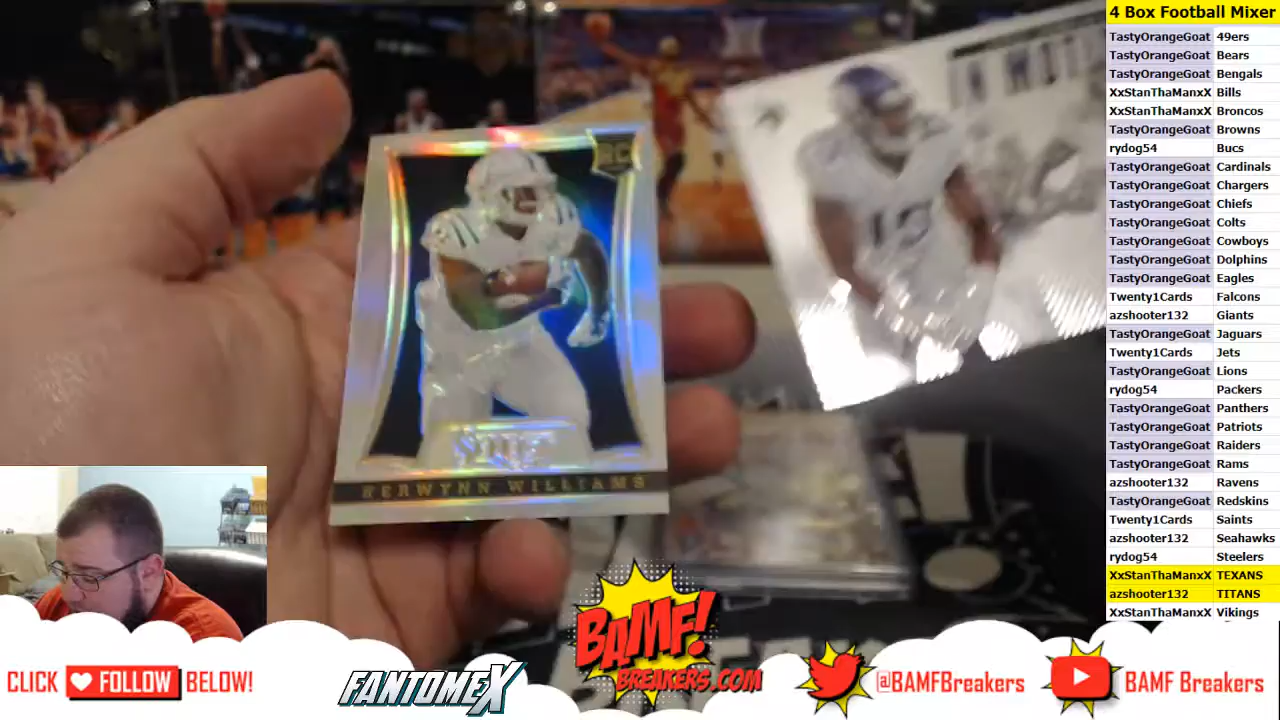 4 Box Football Mixer
TastyOrangeGoat 49ers
TastyOrangeGoat Bears
TastyOrangeGoat Bengals
XxStanThaManxX Bills
XxStanThaManxX Broncos
TastyOrangeGoat Browns
rydog54 Bucs
TastyOrangeGoat Cardinals
TastyOrangeGoat Chargers
TastyOrangeGoat Chiefs
TastyOrangeGoat Colts
TastyOrangeGoat Cowboys
TastyOrangeGoat Dolphins
TastyOrangeGoat Eagles
Twenty1Cards Falcons
azshooter132 Giants
TastyOrangeGoat Jaguars
Twenty1Cards Jets
TastyOrangeGoat Lions
rydog54 Packers
TastyOrangeGoat Panthers
TastyOrangeGoat Patriots
TastyOrangeGoat Raiders
TastyOrangeGoat Rams
azshooter132 Ravens
TastyOrangeGoat Redskins
Twenty1Cards Saints
azshooter132 Seahawks
rydog54 Steelers
XxStanThaManxX TEXANS
azshooter132 TITANS
XxStanThaManxX Vikings
RC
KERWYNN WILLIAMS
CLICK FOLLOW BELOW!
FANTOMEX
BAMF!
BREAKERS.COM
@BAMFBreakers
BAMF Breakers